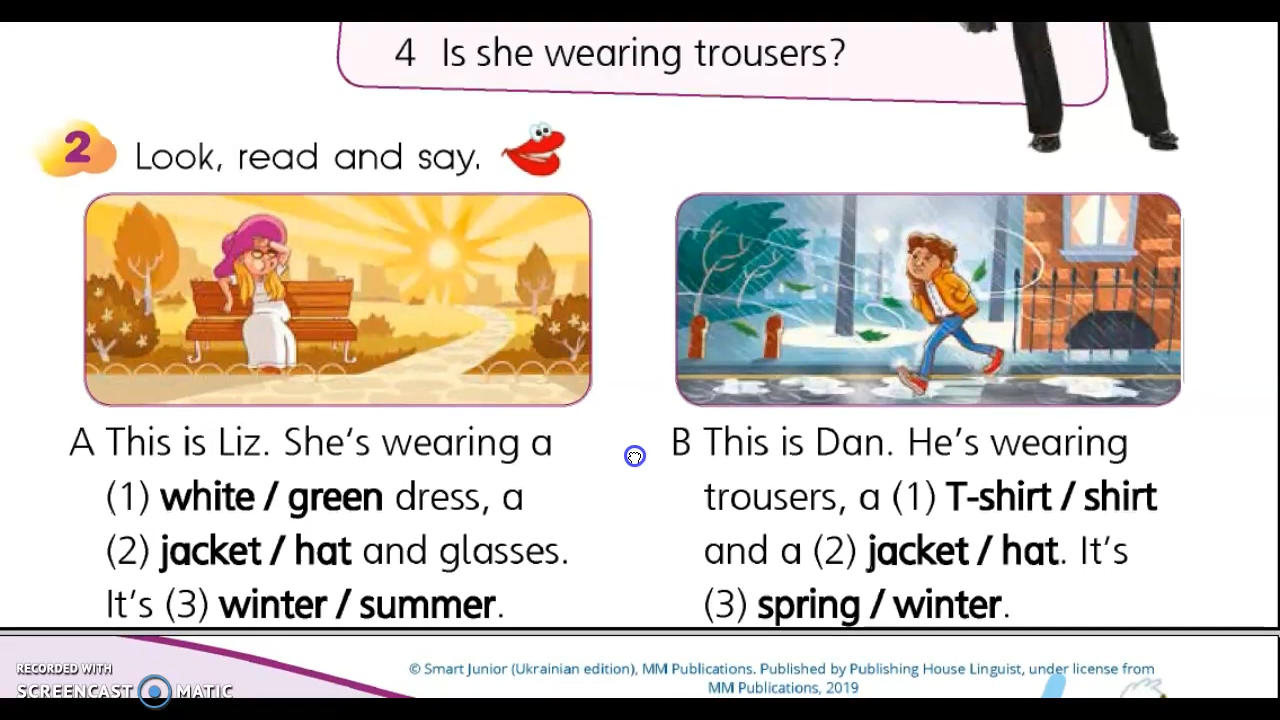 4 Is she wearing trousers?
2 Look, read and say.
A This is Liz. She's wearing a
(1) white / green dress, a
(2) jacket / hat and glasses.
It's (3) winter / summer.
B This is Dan. He's wearing
trousers, a (1) T-shirt / shirt
and a (2) jacket / hat. It's
(3) spring / winter.
RECORDED WITH
SCREENCAST MATIC
© Smart Junior (Ukrainian edition), MM Publications. Published by Publishing House Linguist, under license from
MM Publications, 2019